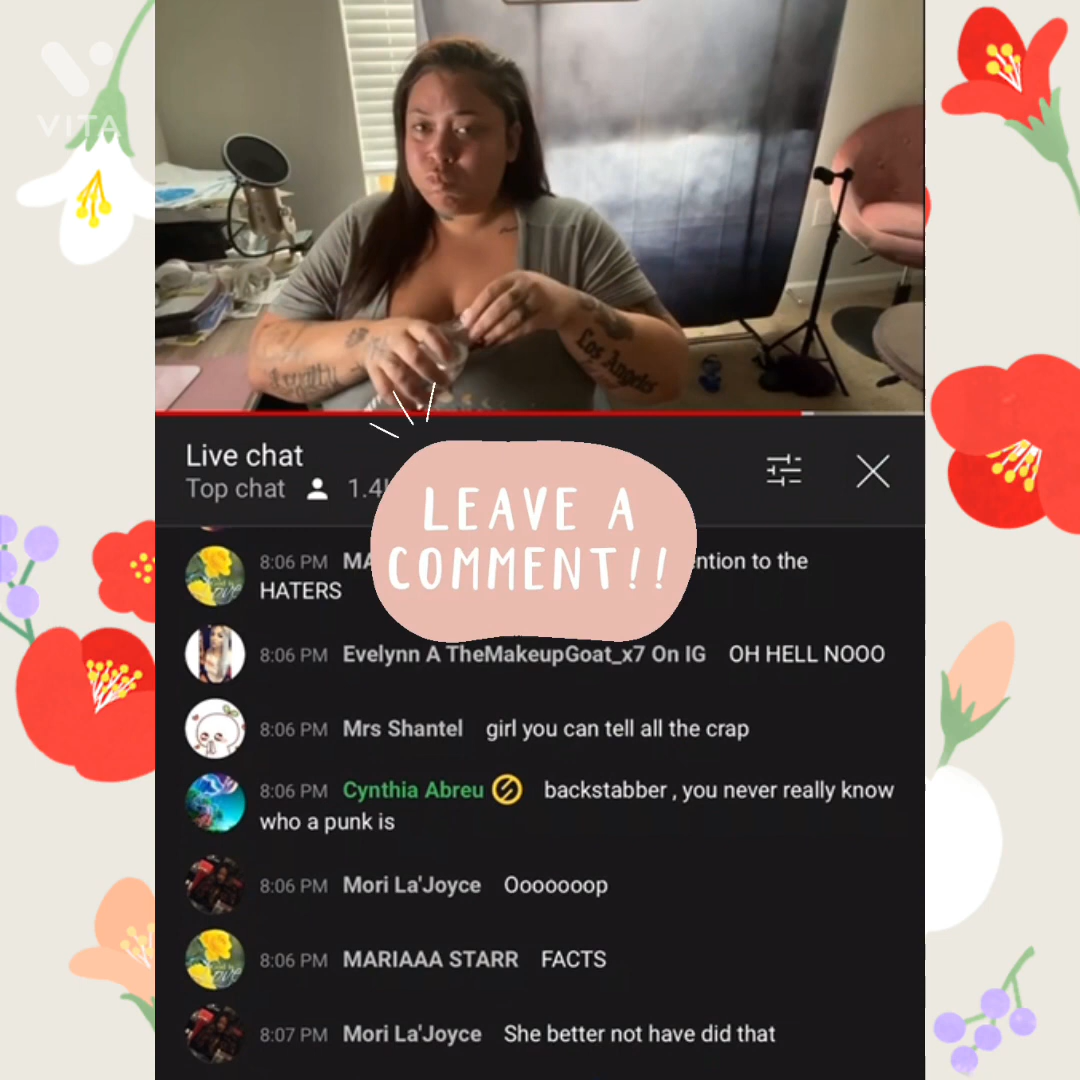 VITA
Loyalty
Los Angeles
Live chat
Top chat 1.4
LEAVE A
COMMENT!!
8:06 PM MA ntion to the
HATERS
8:06 PM Evelynn A TheMakeupGoat_x7 On IG OH HELL NOOO
8:06 PM Mrs Shantel girl you can tell all the crap
8:06 PM Cynthia Abreu backstabber , you never really know
who a punk is
8:06 PM Mori La'Joyce Ooooooop
8:06 PM MARIAAA STARR FACTS
8:07 PM Mori La'Joyce She better not have did that